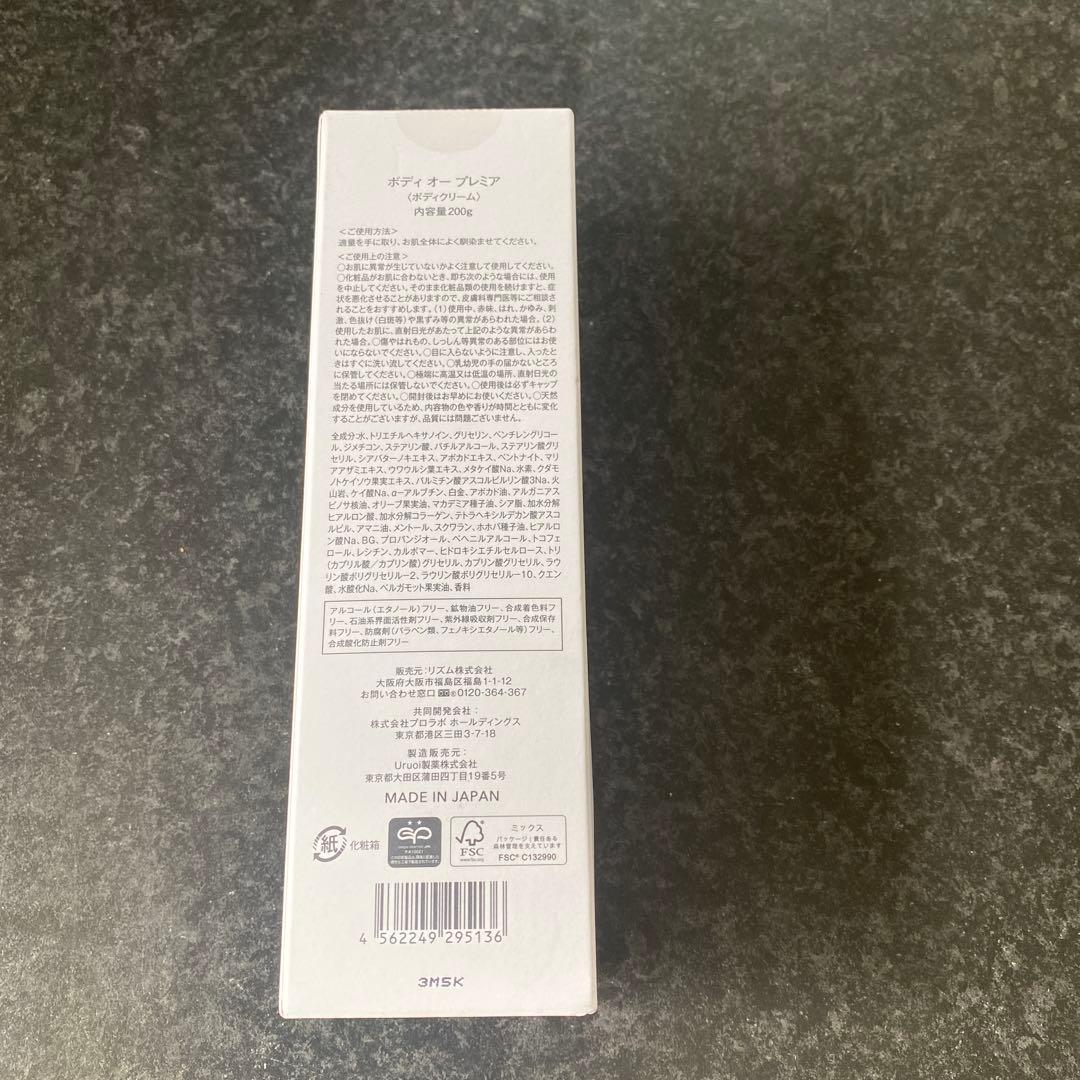 ボディ オー プレミア
〈ボディクリーム〉
内容量200g
＜ご使用方法＞
適量を手に取り、お肌全体によく馴染ませてください。
＜ご使用上の注意＞
○お肌に異常が生じていないかよく注意して使用してください。
○化粧品がお肌に合わないとき、即ち次のような場合には、使用
を中止してください。そのまま化粧品類の使用を続けますと、症
状を悪化させることがありますので、皮膚科専門医等にご相談さ
れることをおすすめします。(1)使用中、赤味、はれ、かゆみ、刺
激、色抜け(白斑等)や黒ずみ等の異常があらわれた場合。(2)
使用したお肌に、直射日光があたって上記のような異常があらわ
れた場合。○傷やはれもの、しっしん等異常のある部位にはお使
いにならないでください。○目に入らないように注意し、入ったと
きはすぐに洗い流してください。○乳幼児の手の届かないところ
に保管してください。○極端に高温又は低温の場所、直射日光の
当たる場所には保管しないでください。○使用後は必ずキャップ
を閉めてください。○開封後はお早めにお使いください。○天然
成分を使用しているため、内容物の色や香りが時間とともに変化
することがございますが、品質には問題ございません。
全成分:水、トリエチルヘキサノイン、グリセリン、ペンチレングリコー
ル、ジメチコン、ステアリン酸、バチルアルコール、ステアリン酸グリ
セリル、シアバターノキエキス、アボカドエキス、ベントナイト、マリ
アアザミエキス、ウワウルシ葉エキス、メタケイ酸Na、水素、クダモ
ノトケイソウ果実エキス、パルミチン酸アスコルビルリン酸3Na、火
山岩、ケイ酸Na、α-アルブチン、白金、アボカド油、アルガニアス
ピノサ核油、オリーブ果実油、マカデミア種子油、シア脂、加水分解
ヒアルロン酸、加水分解コラーゲン、テトラヘキシルデカン酸アスコ
ルビル、アマニ油、メントール、スクワラン、ホホバ種子油、ヒアルロ
ン酸Na、BG、プロパンジオール、ベヘニルアルコール、トコフェ
ロール、レシチン、カルボマー、ヒドロキシエチルセルロース、トリ
(カプリル酸／カプリン酸)グリセリル、カプリン酸グリセリル、ラウ
リン酸ポリグリセリル-2、ラウリン酸ポリグリセリル-10、クエン
酸、水酸化Na、ベルガモット果実油、香料
アルコール(エタノール)フリー、鉱物油フリー、合成着色料フ
リー、石油系界面活性剤フリー、紫外線吸収剤フリー、合成保存
料フリー、防腐剤(パラベン類、フェノキシエタノール等)フリー、
合成酸化防止剤フリー
販売元:リズム株式会社
大阪府大阪市福島区福島1-1-12
お問い合わせ窓口 0120-364-367
共同開発会社：
株式会社プロラボ ホールディングス
東京都港区三田3-7-18
製造販売元：
Uruoi製薬株式会社
東京都大田区蒲田四丁目19番5号
MADE IN JAPAN
紙 化粧箱
FSC
www.fsc.org
ミックス
パッケージ|責任ある
森林管理を支えています
FSC® C132990
4 562249 295136
3M5K